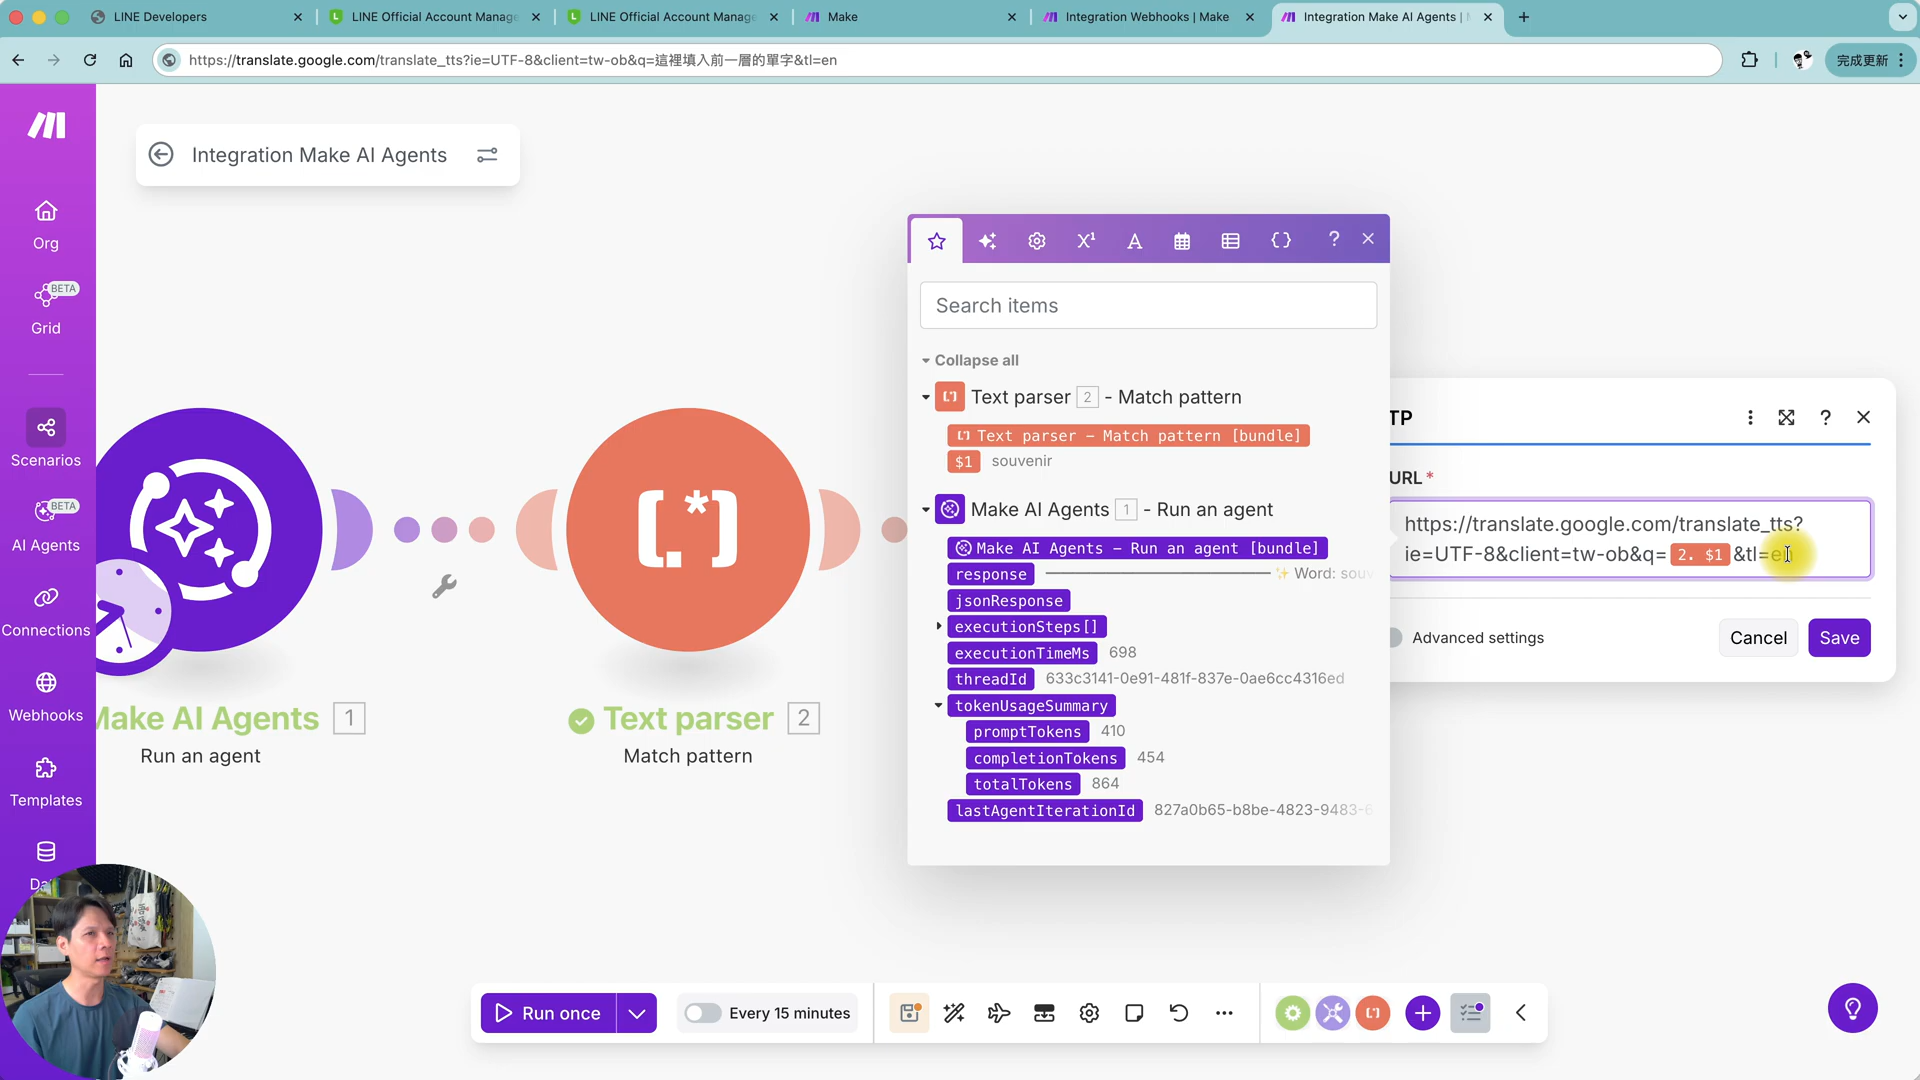 LINE Developers
LINE Official Account Manage
LINE Official Account Manage
Make
Integration Webhooks | Make
Integration Make AI Agents |
https://translate.google.com/translate_tts?ie=UTF-8&client=tw-ob&q=這裡填入前一層的單字&tl=en
完成更新
Integration Make AI Agents
Org
BETA
Grid
Scenarios
BETA
AI Agents
Connections
Webhooks
Templates
Da
Make AI Agents 1
Run an agent
Text parser 2
Match pattern
Search items
Collapse all
Text parser 2 - Match pattern
Text parser - Match pattern [bundle]
$1 souvenir
Make AI Agents 1 - Run an agent
Make AI Agents - Run an agent [bundle]
response ✨ Word: souv
jsonResponse
executionSteps[]
executionTimeMs 698
threadId 633c3141-0e91-481f-837e-0ae6cc4316ed
tokenUsageSummary
promptTokens 410
completionTokens 454
totalTokens 864
lastAgentIterationId 827a0b65-b8be-4823-9483-6
TP
URL *
https://translate.google.com/translate_tts?
ie=UTF-8&client=tw-ob&q= 2. $1 &tl=en
Advanced settings
Cancel
Save
Run once
Every 15 minutes